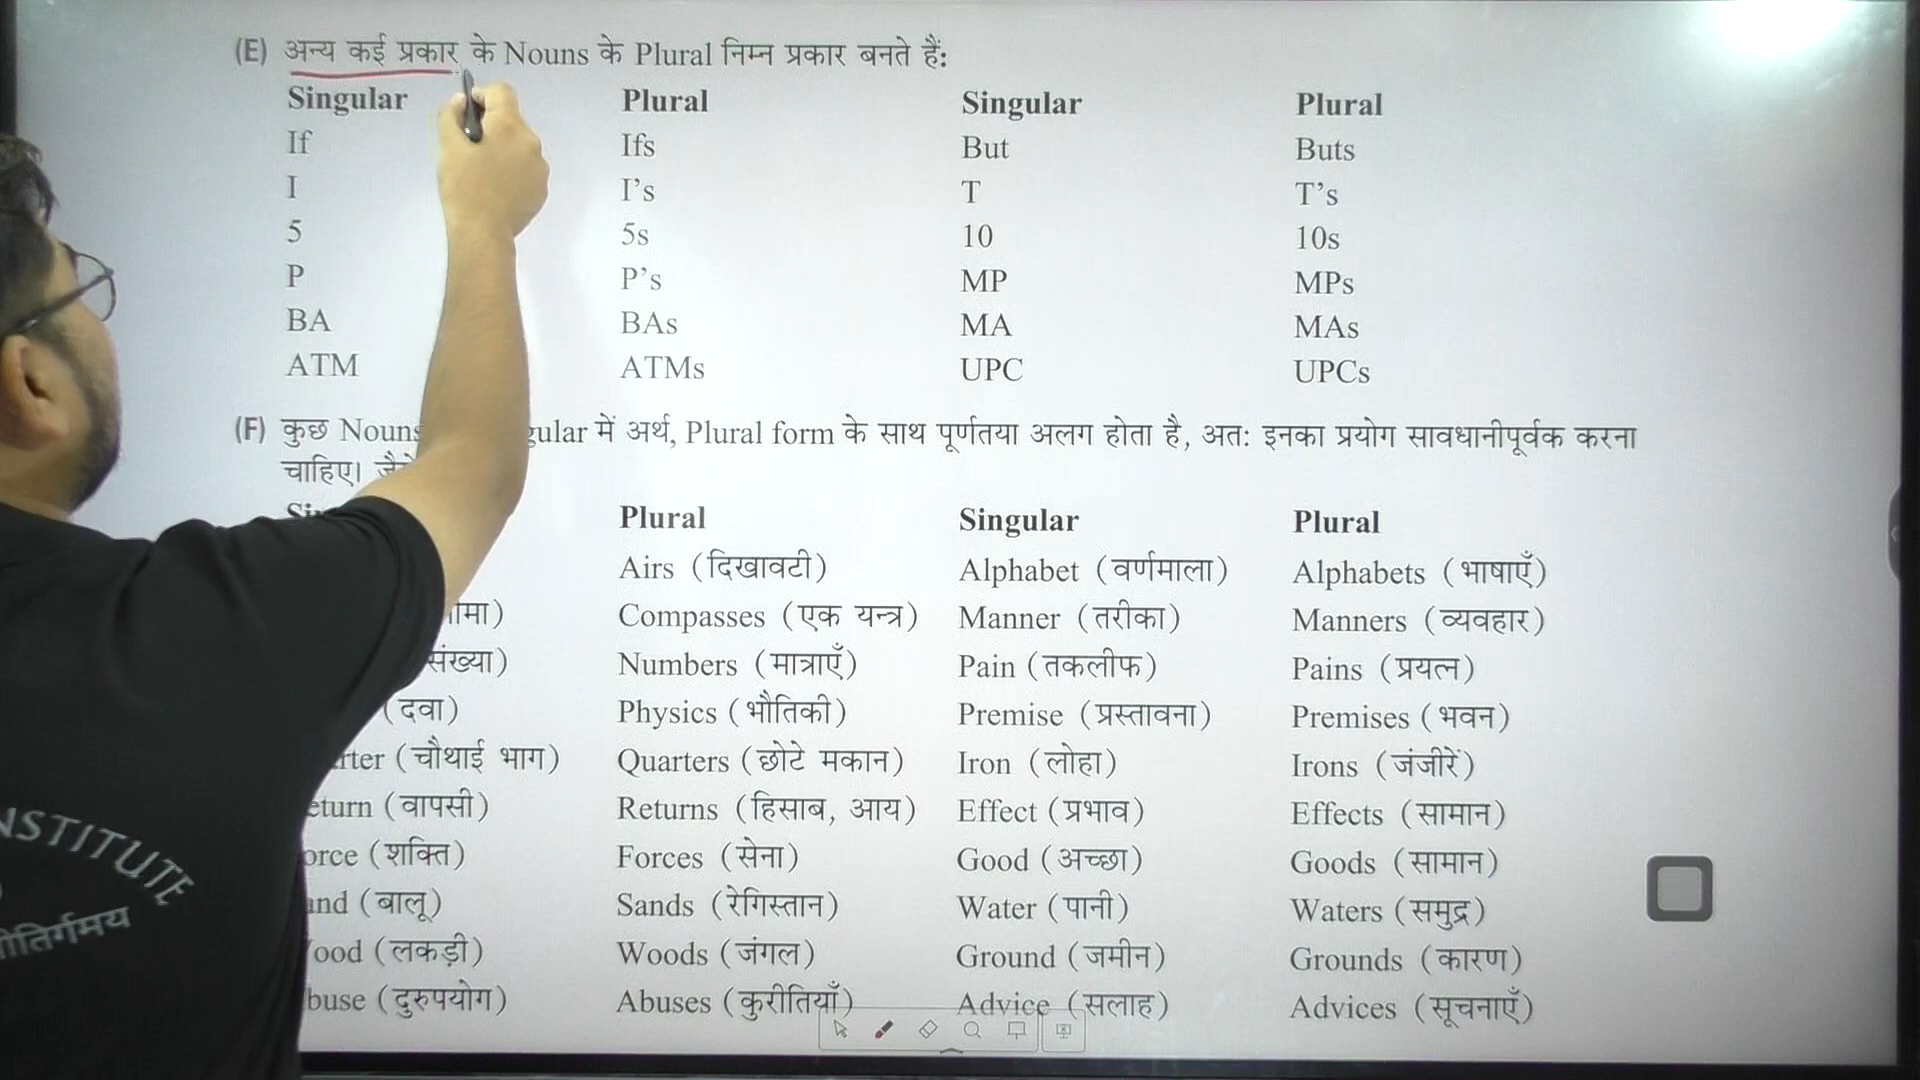 (E) अन्य कई प्रकार के Nouns के Plural निम्न प्रकार बनते हैं:
Singular Plural Singular Plural
If Ifs But Buts
I I’s T T’s
5 5s 10 10s
P P’s MP MPs
BA BAs MA MAs
ATM ATMs UPC UPCs
(F) कुछ Nouns में अर्थ, Plural form के साथ पूर्णतया अलग होता है, अतः इनका प्रयोग सावधानीपूर्वक करना
चाहिए।
Plural Singular Plural
Airs (दिखावटी) Alphabet (वर्णमाला) Alphabets (भाषाएँ)
Compasses (एक यन्त्र) Manner (तरीका) Manners (व्यवहार)
संख्या) Numbers (मात्राएँ) Pain (तकलीफ) Pains (प्रयत्न)
(दवा) Physics (भौतिकी) Premise (प्रस्तावना) Premises (भवन)
(चौथाई भाग) Quarters (छोटे मकान) Iron (लोहा) Irons (जंजीरें)
(वापसी) Returns (हिसाब, आय) Effect (प्रभाव) Effects (सामान)
(शक्ति) Forces (सेना) Good (अच्छा) Goods (सामान)
(बालू) Sands (रेगिस्तान) Water (पानी) Waters (समुद्र)
(लकड़ी) Woods (जंगल) Ground (जमीन) Grounds (कारण)
(दुरुपयोग) Abuses (कुरीतियाँ) Advice (सलाह) Advices (सूचनाएँ)